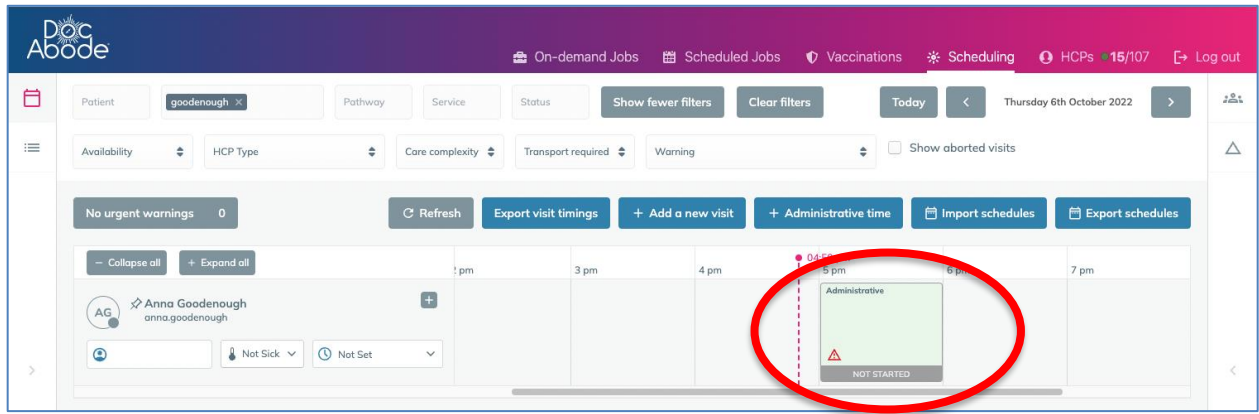 Doc
Abode
On-demand Jobs Scheduled Jobs Vaccinations Scheduling HCPs 15/107 Log out
Patient goodenough × Pathway Service Status Show fewer filters Clear filters Today < Thursday 6th October 2022 >
Availability HCP Type Care complexity Transport required Warning Show aborted visits
No urgent warnings 0 Refresh Export visit timings + Add a new visit + Administrative time Import schedules Export schedules
− Collapse all + Expand all
pm 3 pm 4 pm 5 pm 6 pm 7 pm
Administrative
AG Anna Goodenough +
anna.goodenough
Not Sick Not Set
NOT STARTED